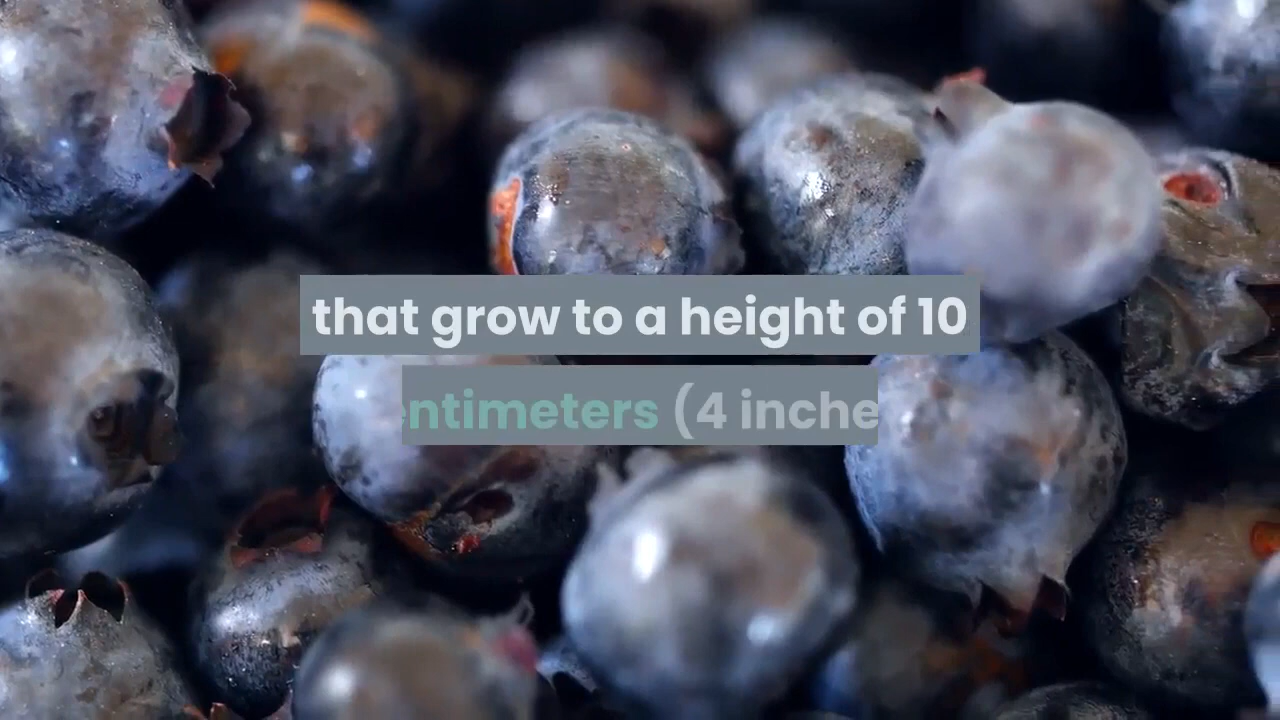 that grow to a height of 10
entimeters (4 inche